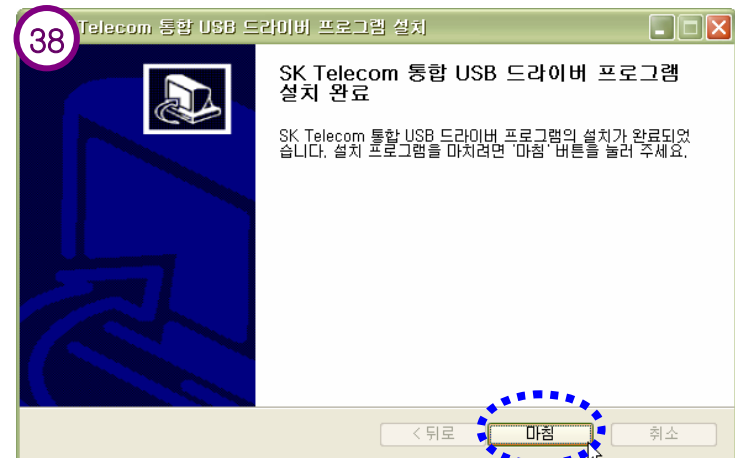 38
Telecom 통합 USB 드라이버 프로그램 설치
SK Telecom 통합 USB 드라이버 프로그램
설치 완료
SK Telecom 통합 USB 드라이버 프로그램의 설치가 완료되었
습니다. 설치 프로그램을 마치려면 '마침' 버튼을 눌러 주세요.
< 뒤로 마침 취소